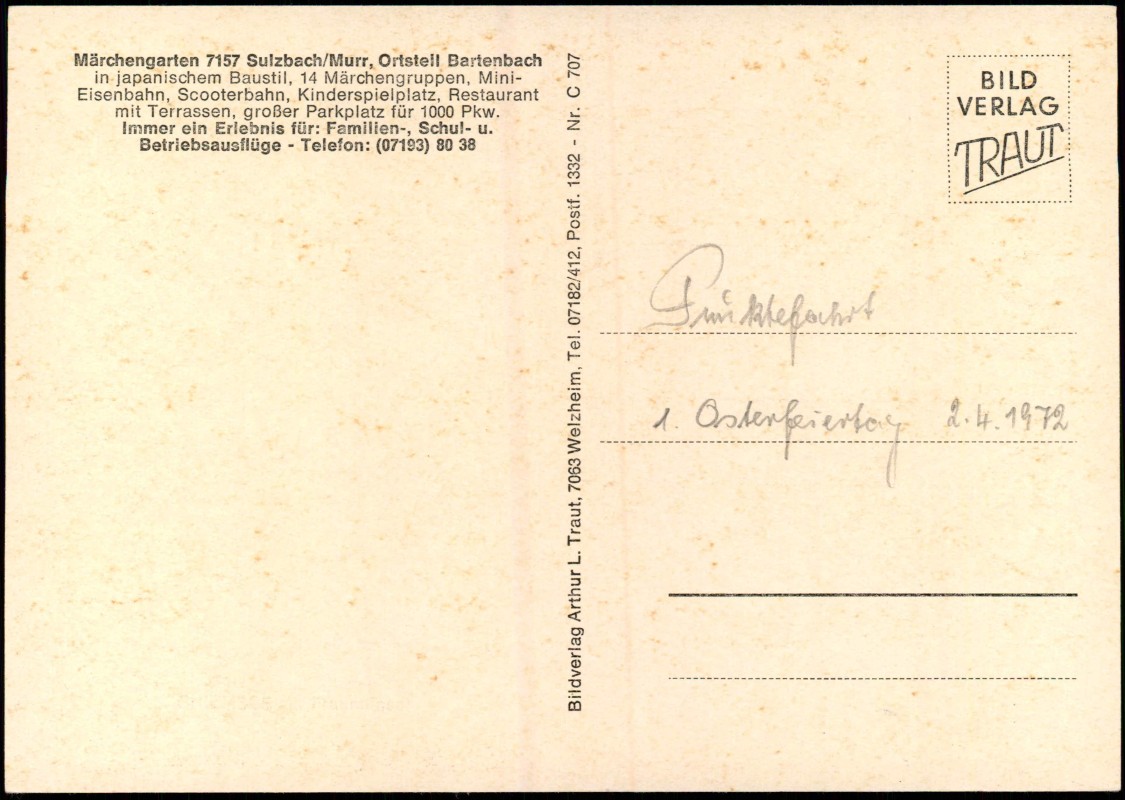 Märchengarten 7157 Sulzbach/Murr, Ortsteil Bartenbach
in japanischem Baustil, 14 Märchengruppen, Mini-
Eisenbahn, Scooterbahn, Kinderspielplatz, Restaurant
mit Terrassen, großer Parkplatz für 1000 Pkw.
Immer ein Erlebnis für: Familien-, Schul- u.
Betriebsausflüge - Telefon: (07193) 80 38
Bildverlag Arthur L. Traut, 7063 Welzheim, Tel. 07182/412, Postf. 1332 - Nr. C 707
BILD
VERLAG
TRAUT
Pünktefahrt
1. Osterfeiertag 2.4.1972